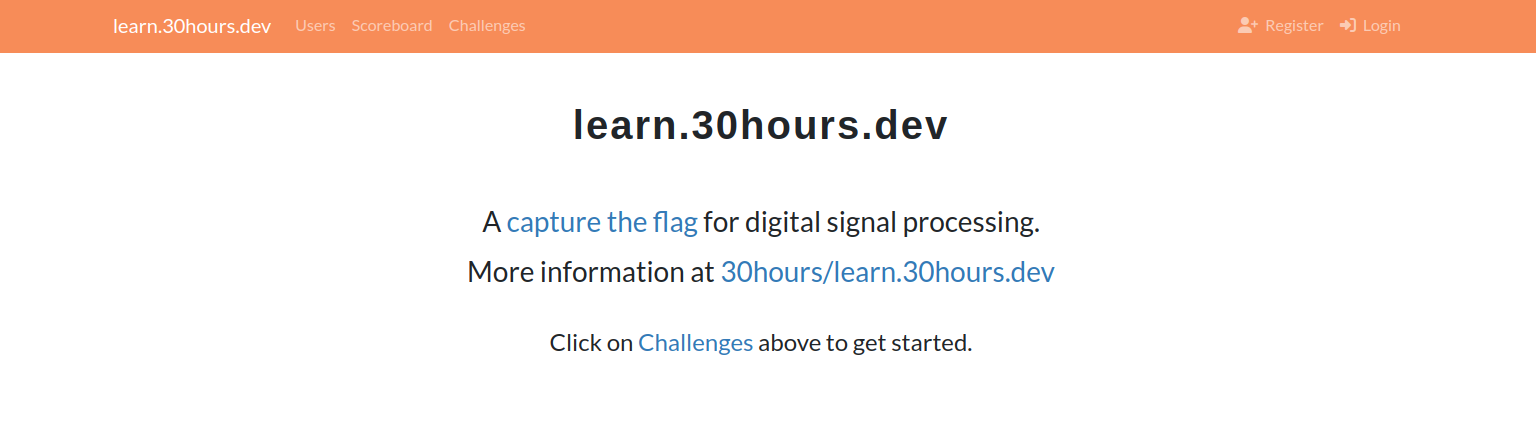 learn.30hours.dev Users Scoreboard Challenges Register Login
learn.30hours.dev
A capture the flag for digital signal processing.
More information at 30hours/learn.30hours.dev
Click on Challenges above to get started.